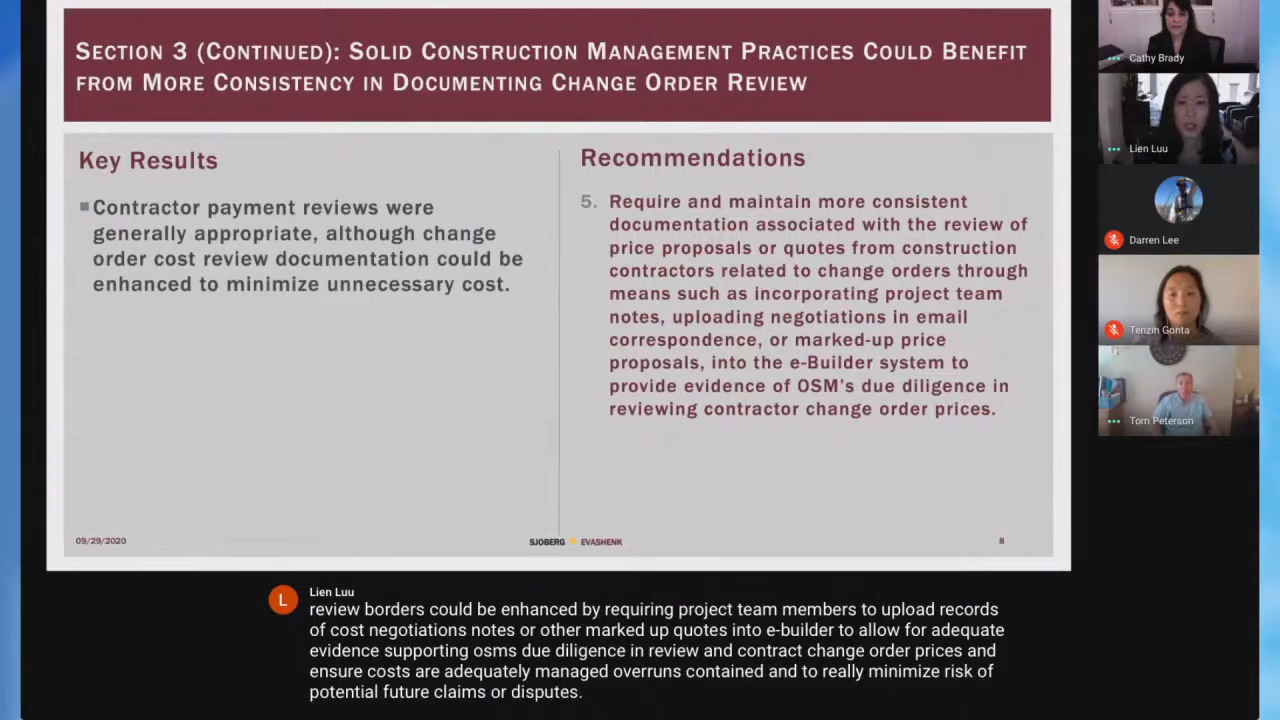 SECTION 3 (CONTINUED): SOLID CONSTRUCTION MANAGEMENT PRACTICES COULD BENEFIT
FROM MORE CONSISTENCY IN DOCUMENTING CHANGE ORDER REVIEW
Key Results
Contractor payment reviews were
generally appropriate, although change
order cost review documentation could be
enhanced to minimize unnecessary cost.
Recommendations
5. Require and maintain more consistent
documentation associated with the review of
price proposals or quotes from construction
contractors related to change orders through
means such as incorporating project team
notes, uploading negotiations in email
correspondence, or marked-up price
proposals, into the e-Builder system to
provide evidence of OSM's due diligence in
reviewing contractor change order prices.
09/29/2020
SJOBERG EVASHENK
8
Cathy Brady
Lien Luu
Darren Lee
Tenzin Gonta
Tom Peterson
L
Lien Luu
review borders could be enhanced by requiring project team members to upload records
of cost negotiations notes or other marked up quotes into e-builder to allow for adequate
evidence supporting osms due diligence in review and contract change order prices and
ensure costs are adequately managed overruns contained and to really minimize risk of
potential future claims or disputes.